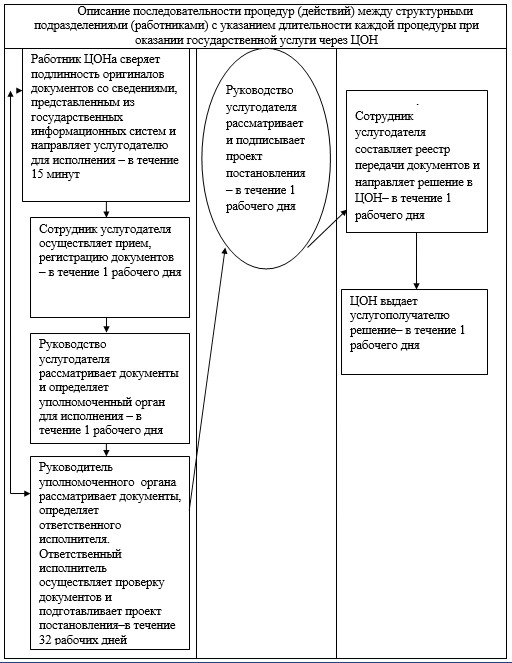 Описание последовательности процедур (действий) между структурными
подразделениями (работниками) с указанием длительности каждой процедуры при
оказании государственной услуги через ЦОН
Работник ЦОНа сверяет
подлинность оригиналов
документов со сведениями,
представленным из
государственных
информационных систем и
направляет услугодателю
для исполнения – в течение
15 минут
Сотрудник услугодателя
осуществляет прием,
регистрацию документов
– в течение 1 рабочего дня
Руководство
услугодателя
рассматривает документы
и определяет
уполномоченный орган
для исполнения – в
течение 1 рабочего дня
Руководитель
уполномоченного органа
рассматривает документы,
определяет
ответственного
исполнителя.
Ответственный
исполнитель
осуществляет проверку
документов и
подготавливает проект
постановления–в течение
32 рабочих дней
Руководство
услугодателя
рассматривает
и подписывает
проект
постановления
– в течение 1
рабочего дня
.
Сотрудник
услугодателя
составляет реестр
передачи документов и
направляет решение в
ЦОН– в течение 1
рабочего дня
ЦОН выдает
услугополучателю
решение– в течение 1
рабочего дня